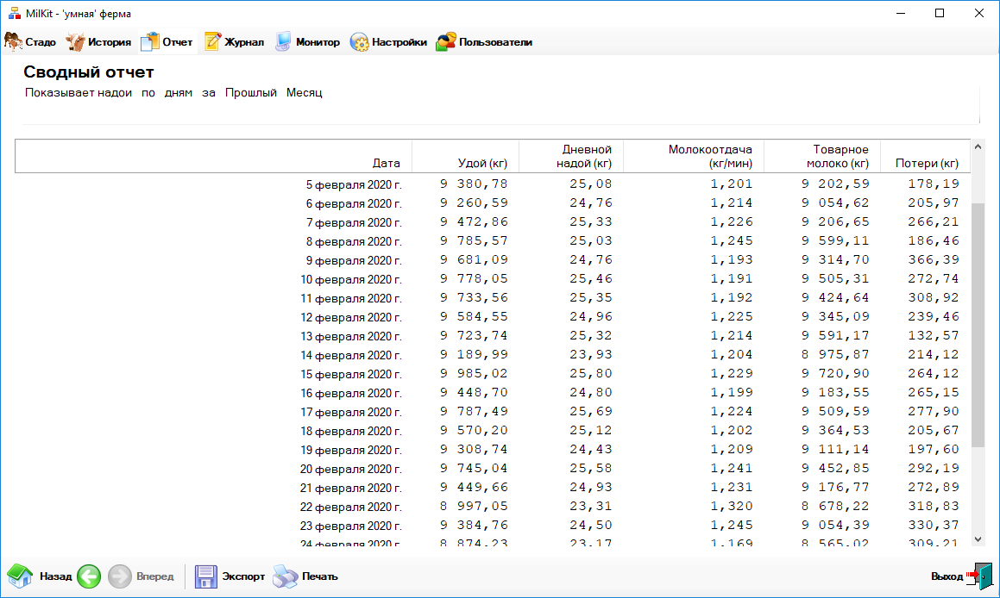 MilKit - 'умная' ферма
Стадо История Отчет Журнал Монитор Настройки Пользователи
Сводный отчет
Показывает надои по дням за Прошлый Месяц
Дата Удой (кг) Дневной надой (кг) Молокоотдача (кг/мин) Товарное молоко (кг) Потери (кг)
5 февраля 2020 г. 9 380,78 25,08 1,201 9 202,59 178,19
6 февраля 2020 г. 9 260,59 24,76 1,214 9 054,62 205,97
7 февраля 2020 г. 9 472,86 25,33 1,226 9 206,65 266,21
8 февраля 2020 г. 9 785,57 25,03 1,245 9 599,11 186,46
9 февраля 2020 г. 9 681,09 24,76 1,193 9 314,70 366,39
10 февраля 2020 г. 9 778,05 25,46 1,191 9 505,31 272,74
11 февраля 2020 г. 9 733,56 25,35 1,192 9 424,64 308,92
12 февраля 2020 г. 9 584,55 24,96 1,225 9 345,09 239,46
13 февраля 2020 г. 9 723,74 25,32 1,214 9 591,17 132,57
14 февраля 2020 г. 9 189,99 23,93 1,204 8 975,87 214,12
15 февраля 2020 г. 9 985,02 25,80 1,229 9 720,90 264,12
16 февраля 2020 г. 9 448,70 24,80 1,199 9 183,55 265,15
17 февраля 2020 г. 9 787,49 25,69 1,224 9 509,59 277,90
18 февраля 2020 г. 9 570,20 25,12 1,202 9 364,53 205,67
19 февраля 2020 г. 9 308,74 24,43 1,209 9 111,14 197,60
20 февраля 2020 г. 9 745,04 25,58 1,241 9 452,85 292,19
21 февраля 2020 г. 9 449,66 24,93 1,231 9 176,77 272,89
22 февраля 2020 г. 8 997,05 23,31 1,320 8 678,22 318,83
23 февраля 2020 г. 9 384,76 24,50 1,245 9 054,39 330,37
24 февраля 2020 г. 8 874,23 23,17 1,169 8 565,02 309,21
Назад Вперед Экспорт Печать Выход